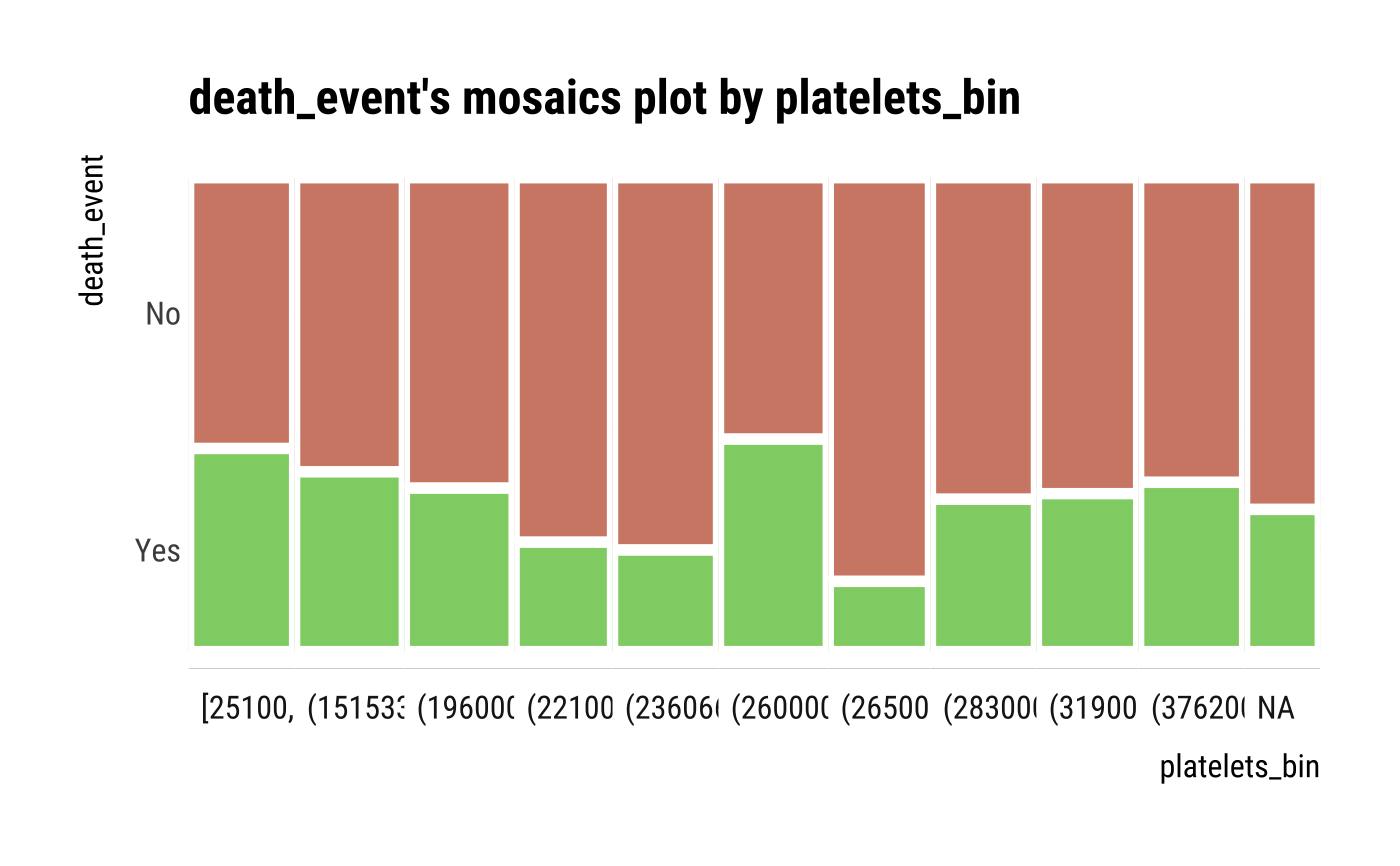 death_event's mosaics plot by platelets_bin
death_event
No
Yes
[25100, (151533 (196000 (22100 (236066 (260000 (26500 (283000 (31900 (376200 NA
platelets_bin